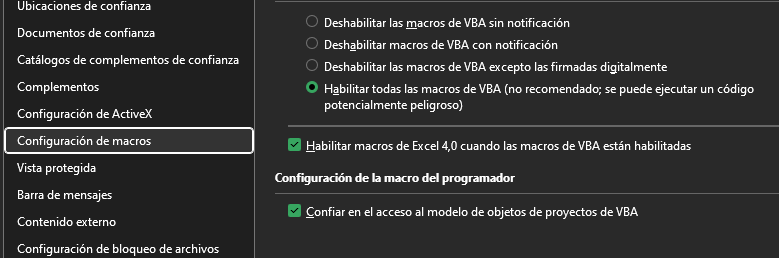 Ubicaciones de confianza
Documentos de confianza
Catálogos de complementos de confianza
Complementos
Configuración de ActiveX
Configuración de macros
Vista protegida
Barra de mensajes
Contenido externo
Configuración de bloqueo de archivos
Deshabilitar las macros de VBA sin notificación
Deshabilitar macros de VBA con notificación
Deshabilitar las macros de VBA excepto las firmadas digitalmente
Habilitar todas las macros de VBA (no recomendado; se puede ejecutar un código
potencialmente peligroso)
Habilitar macros de Excel 4,0 cuando las macros de VBA están habilitadas
Configuración de la macro del programador
Confiar en el acceso al modelo de objetos de proyectos de VBA